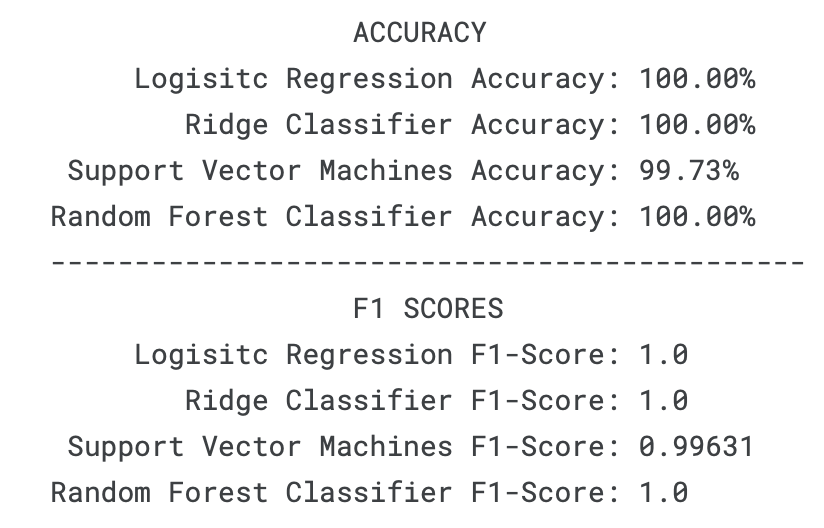 ACCURACY
Logisitc Regression Accuracy: 100.00%
Ridge Classifier Accuracy: 100.00%
Support Vector Machines Accuracy: 99.73%
Random Forest Classifier Accuracy: 100.00%
---------------------------------------------
F1 SCORES
Logisitc Regression F1-Score: 1.0
Ridge Classifier F1-Score: 1.0
Support Vector Machines F1-Score: 0.99631
Random Forest Classifier F1-Score: 1.0